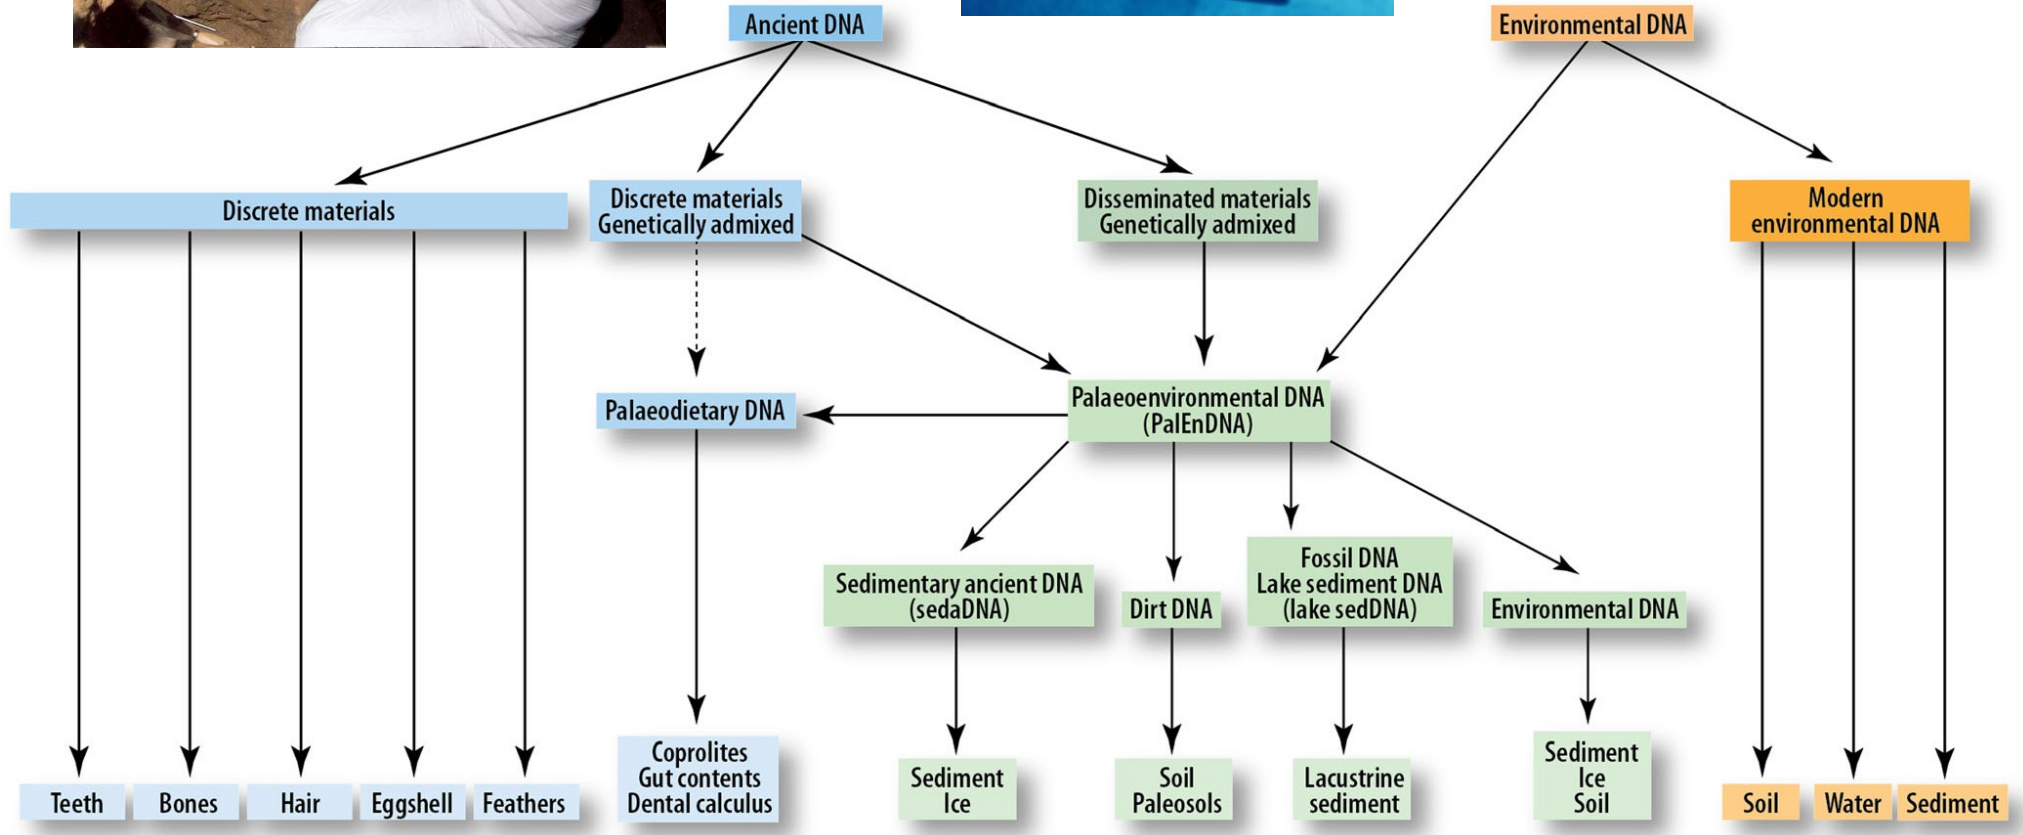 Ancient DNA
Environmental DNA
Discrete materials
Discrete materials
Genetically admixed
Disseminated materials
Genetically admixed
Modern
environmental DNA
Palaeodietary DNA
Palaeoenvironmental DNA
(PalEnDNA)
Sedimentary ancient DNA
(sedaDNA)
Dirt DNA
Fossil DNA
Lake sediment DNA
(lake sedDNA)
Environmental DNA
Teeth
Bones
Hair
Eggshell
Feathers
Coprolites
Gut contents
Dental calculus
Sediment
Ice
Soil
Paleosols
Lacustrine
sediment
Sediment
Ice
Soil
Soil
Water
Sediment